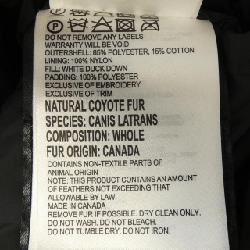 DO NOT REMOVE ANY LABELS
WARRANTY WILL BE VOID
OUTERSHELL: 85% POLYESTER, 15% COTTON
LINING: 100% NYLON
FILL: WHITE DUCK DOWN
PADDING: 100% POLYESTER
EXCLUSIVE OF EMBROIDERY
EXCLUSIVE OF TRIM
NATURAL COYOTE FUR
SPECIES: CANIS LATRANS
COMPOSITION: WHOLE
FUR ORIGIN: CANADA
CONTAINS NON-TEXTILE PARTS OF
ANIMAL ORIGIN
NOTE: THIS PRODUCT CONTAINS AN AMOUNT
OF FEATHERS NOT EXCEEDING THAT
ALLOWABLE BY LAW
MADE IN CANADA
REMOVE FUR IF POSSIBLE. DRY CLEAN ONLY.
DO NOT WASH. DO NOT BLEACH.
DO NOT TUMBLE DRY. DO NOT IRON.